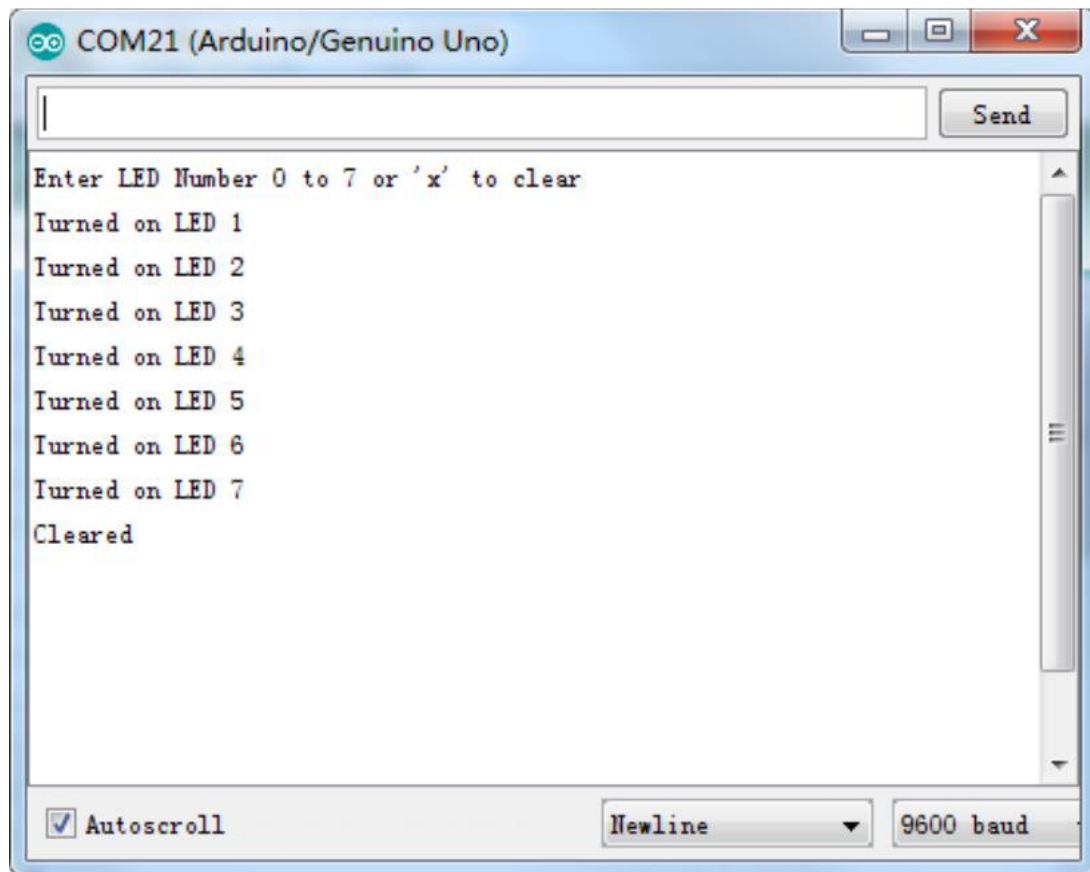 COM21 (Arduino/Genuino Uno)
Send
Enter LED Number 0 to 7 or 'x' to clear
Turned on LED 1
Turned on LED 2
Turned on LED 3
Turned on LED 4
Turned on LED 5
Turned on LED 6
Turned on LED 7
Cleared
Autoscroll Newline 9600 baud